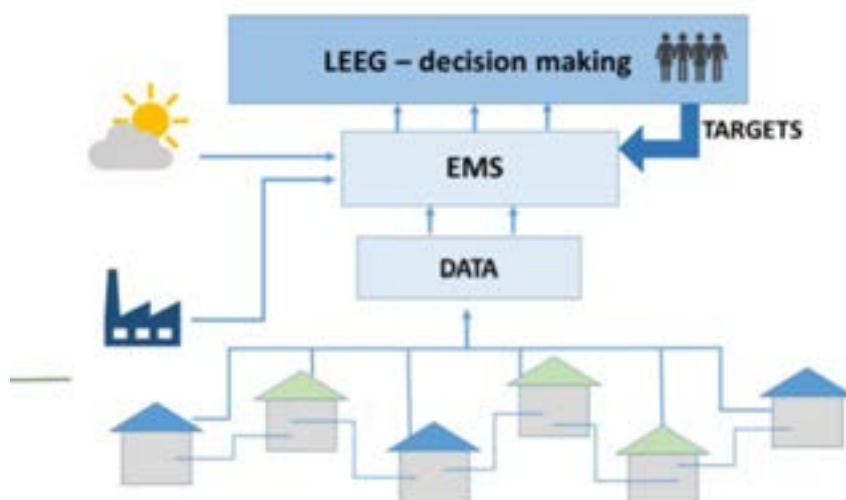 LEEG – decision making
TARGETS
EMS
DATA